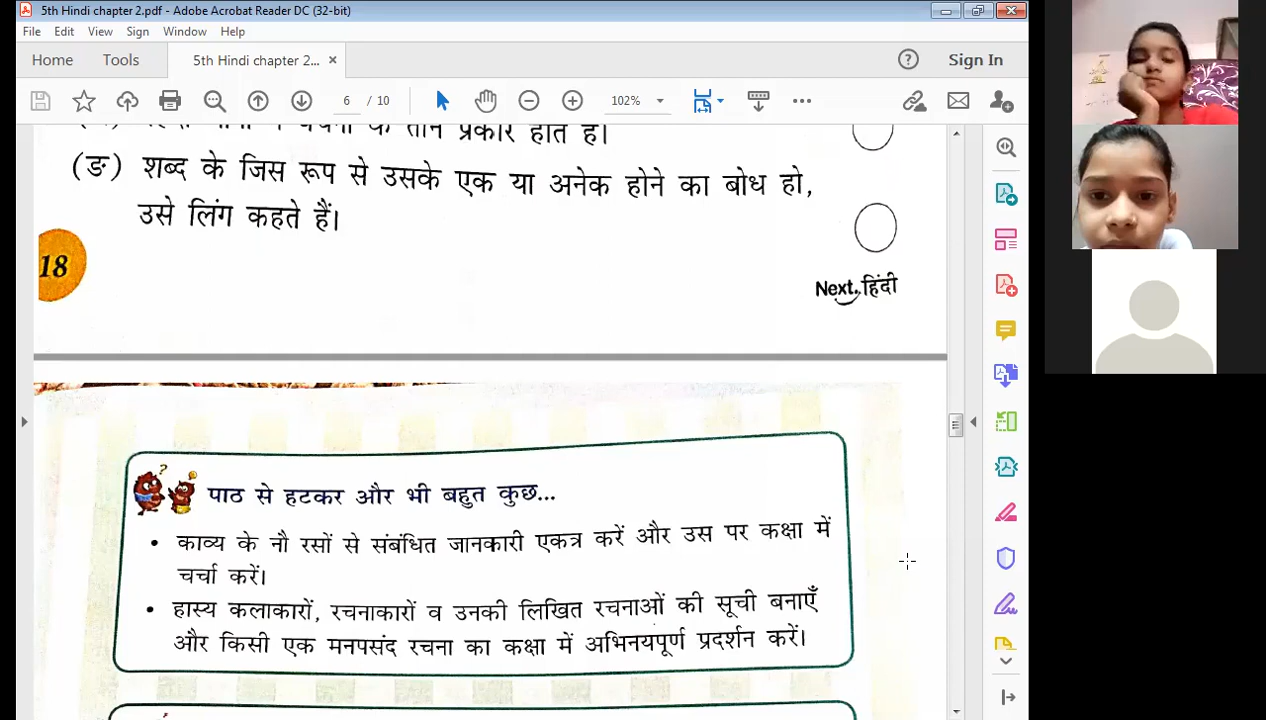 5th Hindi chapter 2.pdf - Adobe Acrobat Reader DC (32-bit)
File Edit View Sign Window Help
Home Tools 5th Hindi chapter 2... × Sign In
6 / 10 102%
प्रकार होते हैं।
(ङ) शब्द के जिस रूप से उसके एक या अनेक होने का बोध हो,
उसे लिंग कहते हैं।
18
Next हिंदी
पाठ से हटकर और भी बहुत कुछ...
• काव्य के नौ रसों से संबंधित जानकारी एकत्र करें और उस पर कक्षा में
चर्चा करें।
• हास्य कलाकारों, रचनाकारों व उनकी लिखित रचनाओं की सूची बनाएँ
और किसी एक मनपसंद रचना का कक्षा में अभिनयपूर्ण प्रदर्शन करें।